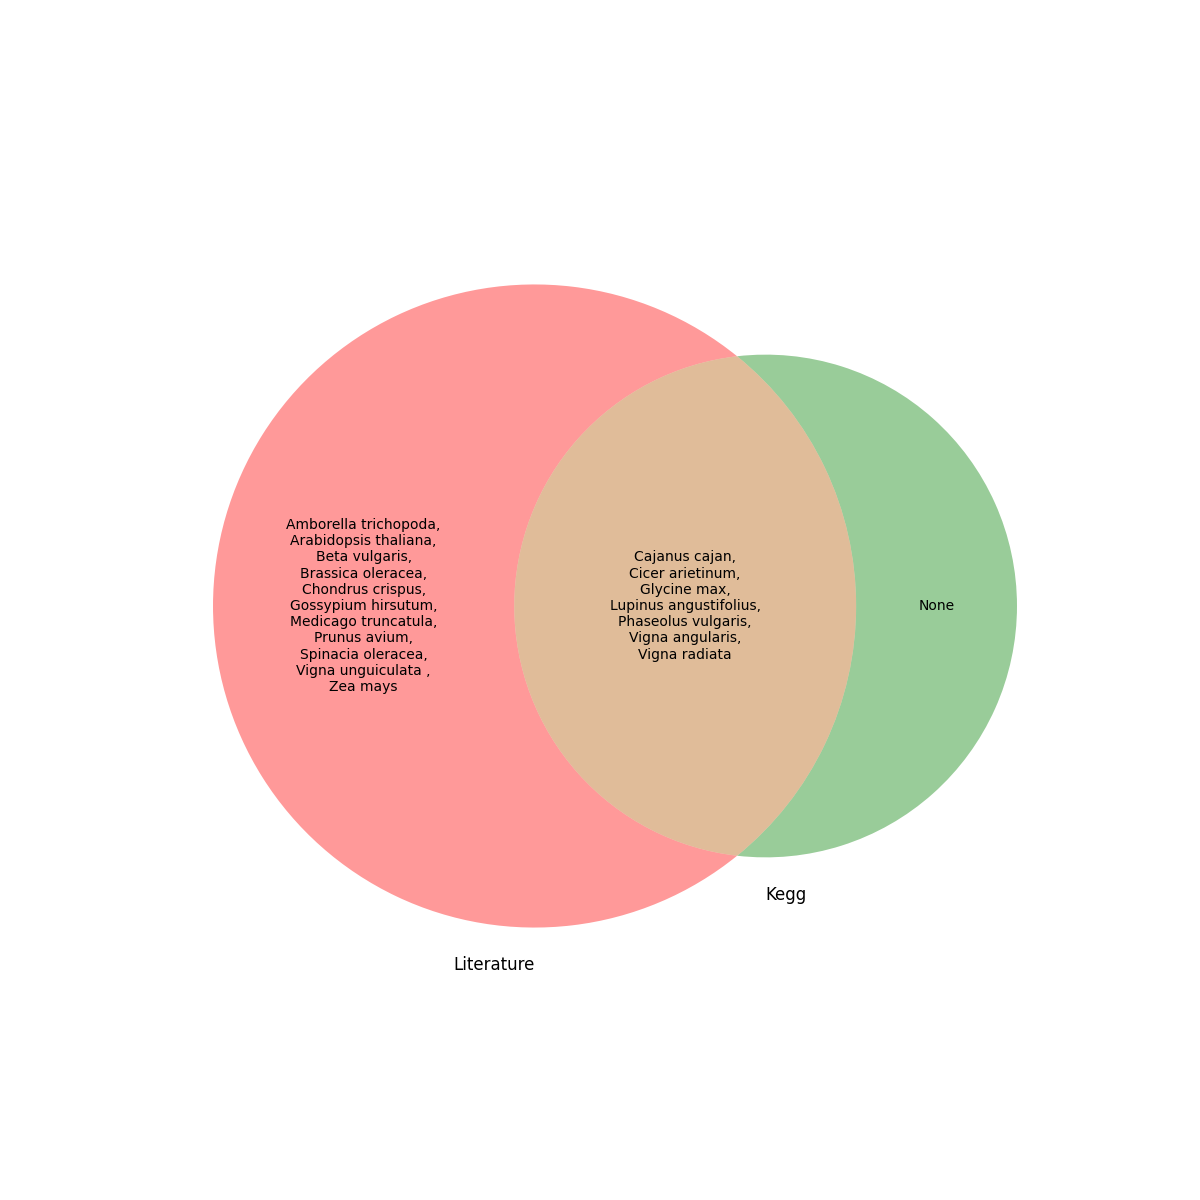 Amborella trichopoda,
Arabidopsis thaliana,
Beta vulgaris,
Brassica oleracea,
Chondrus crispus,
Gossypium hirsutum,
Medicago truncatula,
Prunus avium,
Spinacia oleracea,
Vigna unguiculata ,
Zea mays
Cajanus cajan,
Cicer arietinum,
Glycine max,
Lupinus angustifolius,
Phaseolus vulgaris,
Vigna angularis,
Vigna radiata
None
Kegg
Literature